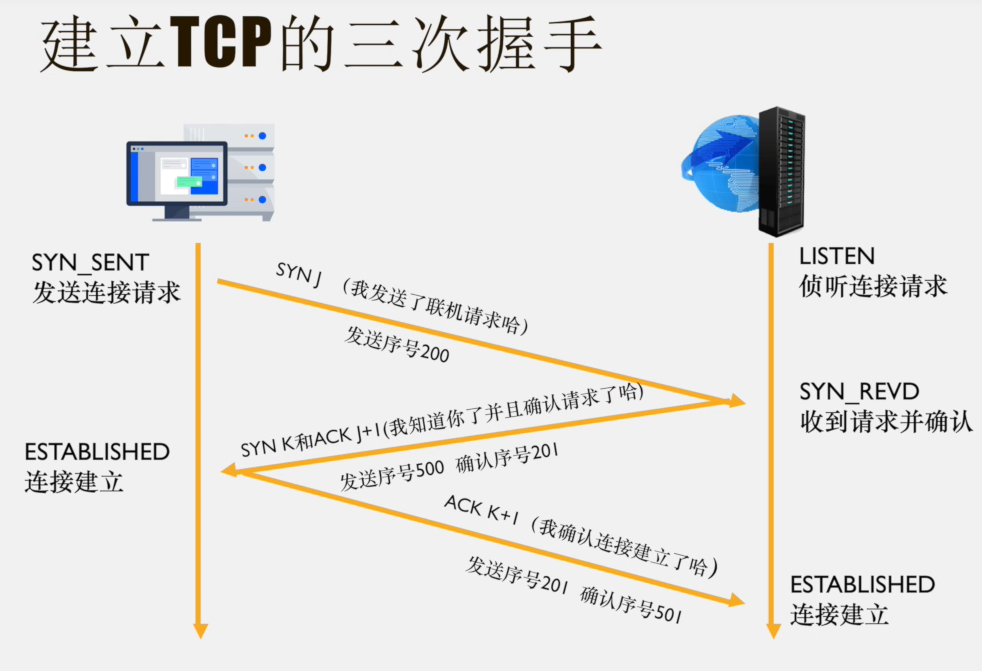 建立TCP的三次握手
SYN_SENT
发送连接请求
LISTEN
侦听连接请求
SYN J （我发送了联机请求哈）
发送序号200
SYN_REVD
收到请求并确认
SYN K和ACK J+1(我知道你了并且确认请求了哈)
发送序号500 确认序号201
ESTABLISHED
连接建立
ACK K+1（我确认连接建立了哈）
发送序号201 确认序号501
ESTABLISHED
连接建立